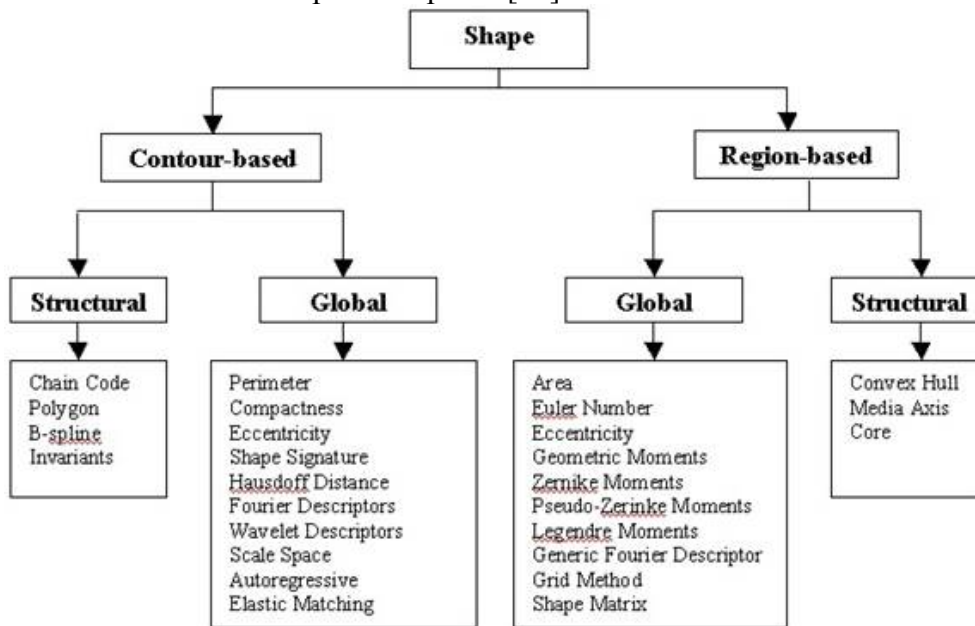 Shape
Contour-based
Region-based
Structural
Global
Global
Structural
Chain Code
Polygon
B-spline
Invariants
Perimeter
Compactness
Eccentricity
Shape Signature
Hausdoff Distance
Fourier Descriptors
Wavelet Descriptors
Scale Space
Autoregressive
Elastic Matching
Area
Euler Number
Eccentricity
Geometric Moments
Zernike Moments
Pseudo-Zerinke Moments
Legendre Moments
Generic Fourier Descriptor
Grid Method
Shape Matrix
Convex Hull
Media Axis
Core